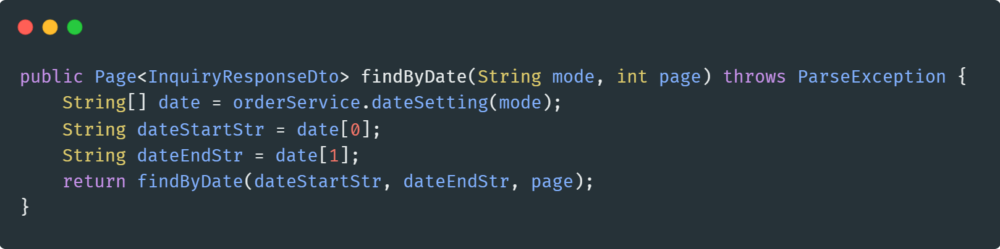 public Page<InquiryResponseDto> findByDate(String mode, int page) throws ParseException {
    String[] date = orderService.dateSetting(mode);
    String dateStartStr = date[0];
    String dateEndStr = date[1];
    return findByDate(dateStartStr, dateEndStr, page);
}